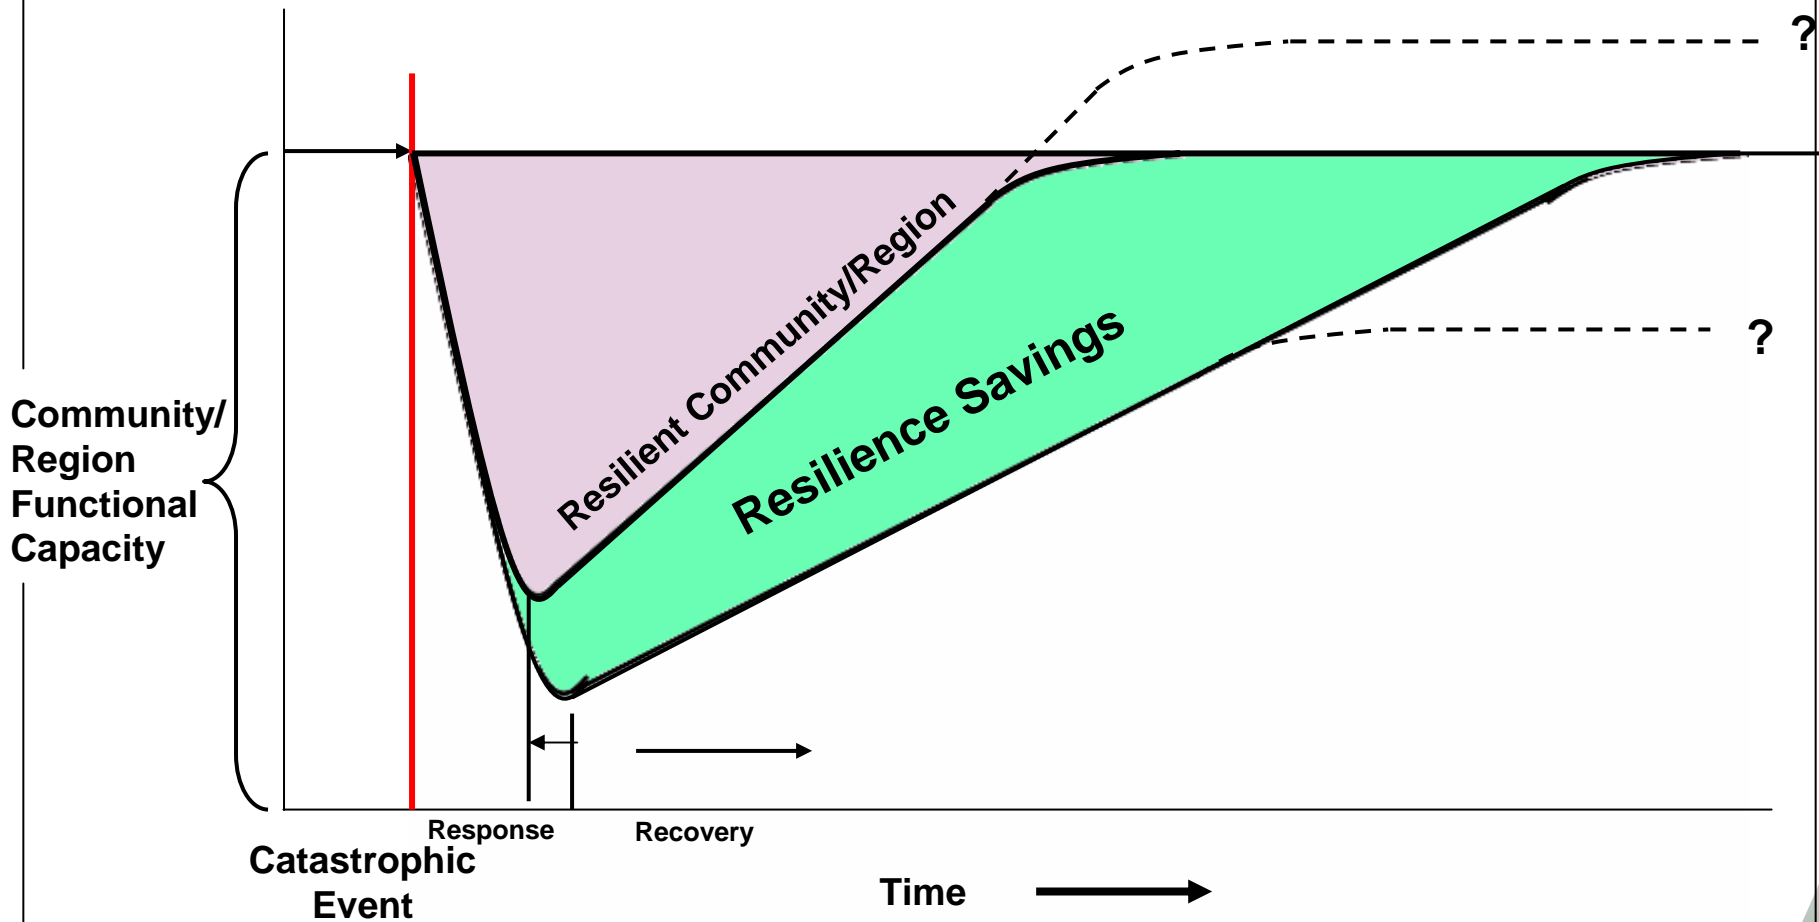 ?
Community/
Region
Functional
Capacity
Resilient Community/Region
Resilience Savings
?
Response
Recovery
Catastrophic
Event
Time